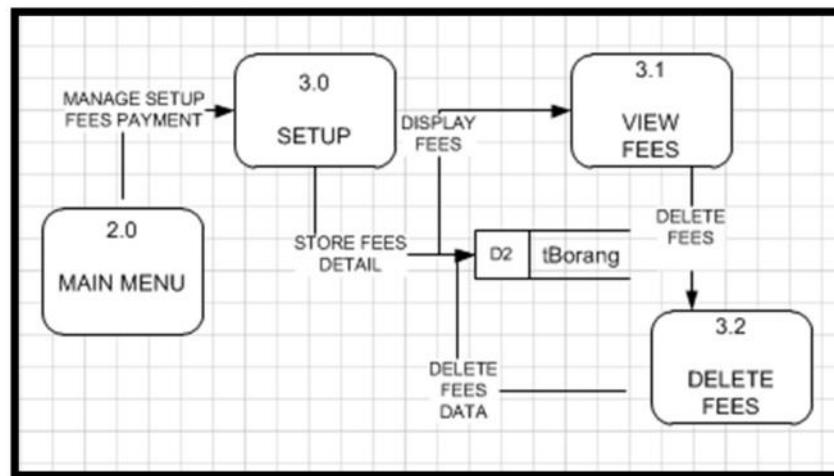 3.0
SETUP
3.1
VIEW
FEES
MANAGE SETUP
FEES PAYMENT
DISPLAY
FEES
2.0
MAIN MENU
STORE FEES
DETAIL
D2
tBorang
DELETE
FEES
3.2
DELETE
FEES
DELETE
FEES
DATA